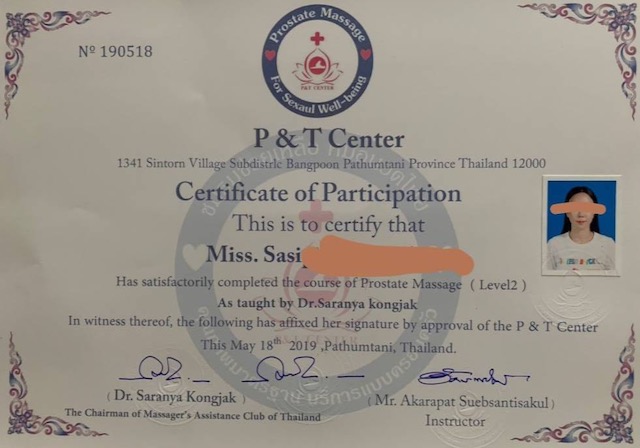 Nº 190518
Prostate Massage
P&T CENTER
For Sexaul Well-being
P & T Center
1341 Sintorn Village Subdistrlc Bangpoon Pathumtani Province Thailand 12000
Certificate of Participation
This is to certify that
Miss. Sasi
Has satisfactorily completed the course of Prostate Massage ( Level2 )
As taught by Dr.Saranya kongjak
In witness thereof, the following has affixed her signature by approval of the P & T Center
This May 18th 2019 ,Pathumtani, Thailand.
(Dr. Saranya Kongjak )
The Chairman of Massager's Assistance Club of Thailand
( Mr. Akarapat Suebsantisakul )
Instructor